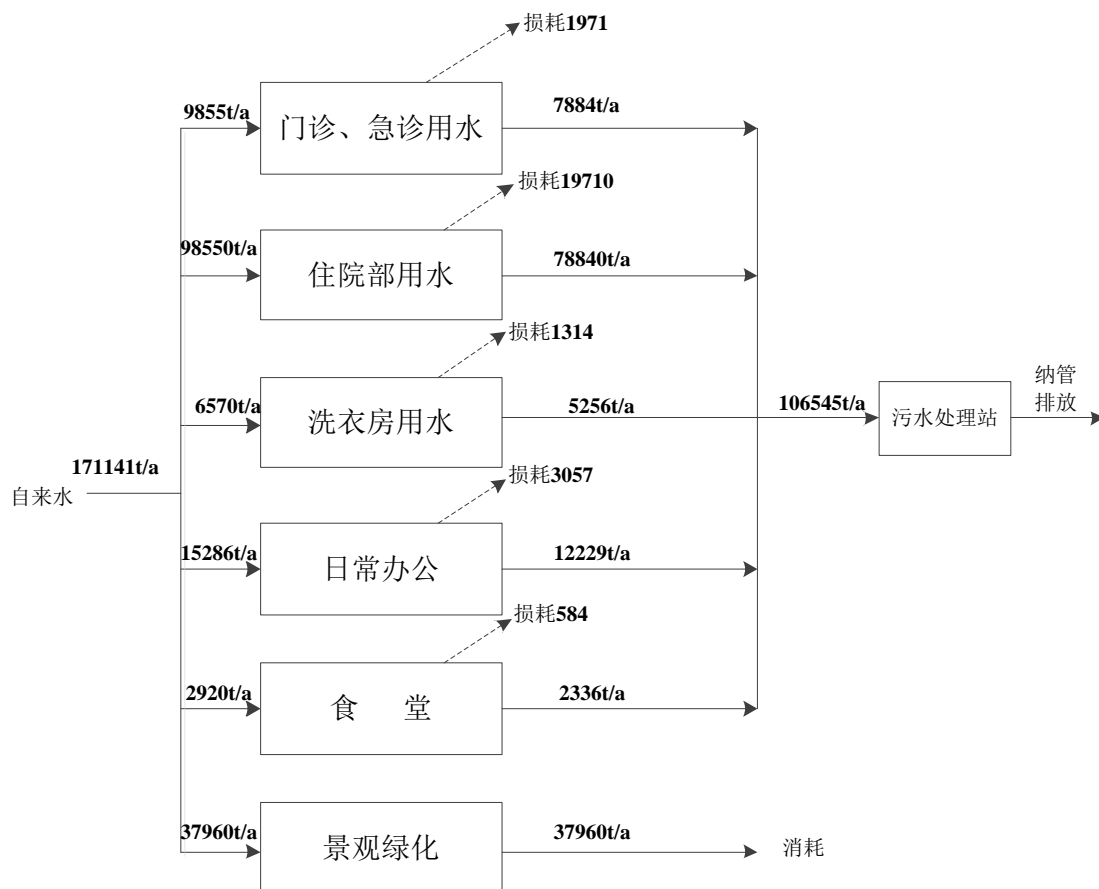 损耗1971
9855t/a
门诊、急诊用水
7884t/a
损耗19710
98550t/a
住院部用水
78840t/a
损耗1314
6570t/a
洗衣房用水
5256t/a
106545t/a
污水处理站
纳管
排放
171141t/a
自来水
损耗3057
15286t/a
日常办公
12229t/a
损耗584
2920t/a
食 堂
2336t/a
37960t/a
景观绿化
37960t/a
消耗